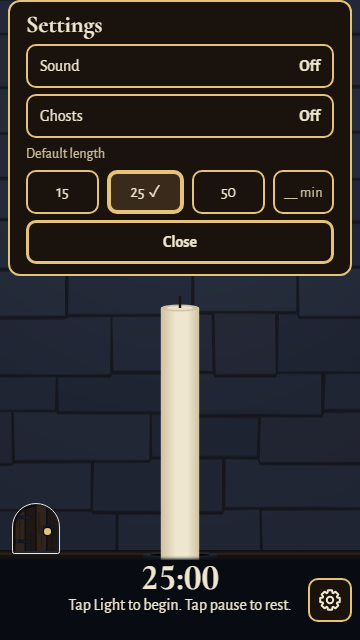 Settings
Sound Off
Ghosts Off
Default length
15 25 ✓ 50 __ min
Close
25:00
Tap Light to begin. Tap pause to rest.